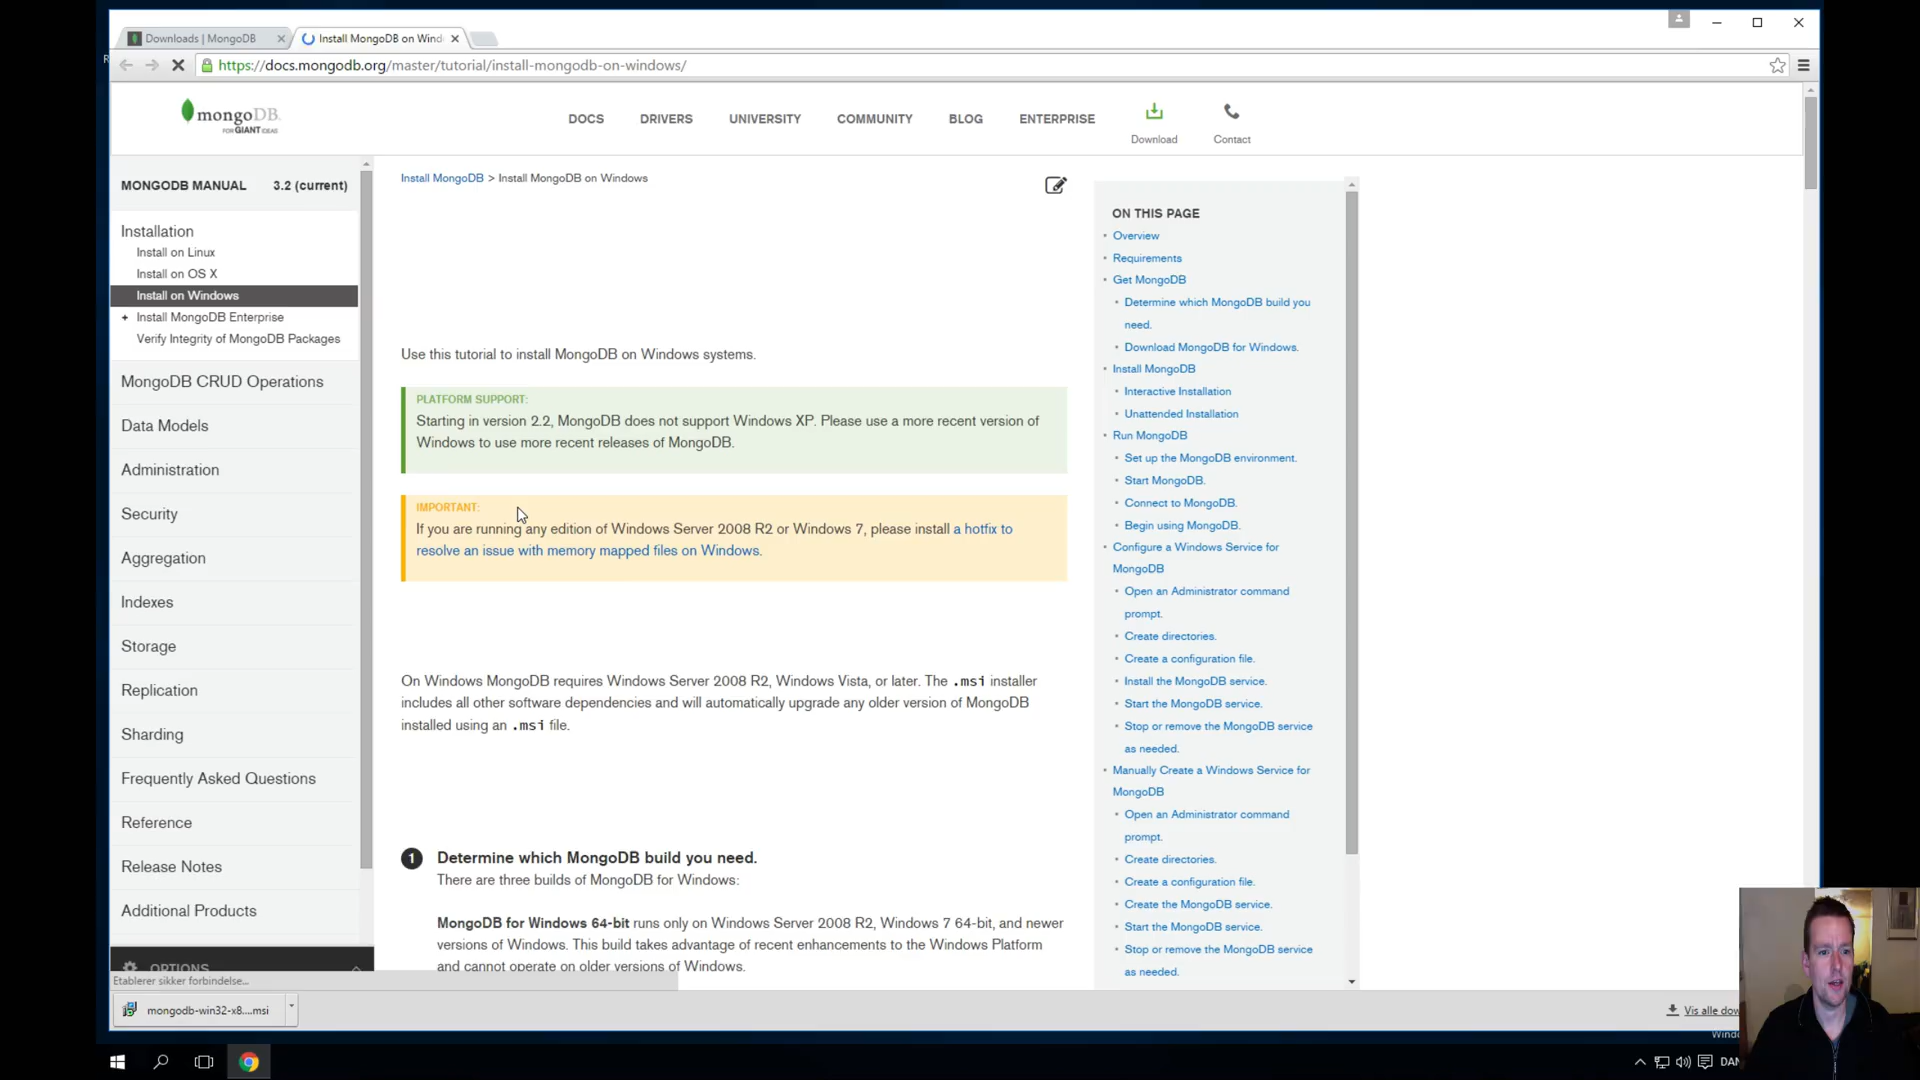 Downloads | MongoDB
Install MongoDB on Wind
https://docs.mongodb.org/master/tutorial/install-mongodb-on-windows/
mongoDB.
FOR GIANT IDEAS
DOCS
DRIVERS
UNIVERSITY
COMMUNITY
BLOG
ENTERPRISE
Download
Contact
MONGODB MANUAL 3.2 (current)
Installation
Install on Linux
Install on OS X
Install on Windows
+ Install MongoDB Enterprise
Verify Integrity of MongoDB Packages
MongoDB CRUD Operations
Data Models
Administration
Security
Aggregation
Indexes
Storage
Replication
Sharding
Frequently Asked Questions
Reference
Release Notes
Additional Products
OPTIONS
Install MongoDB > Install MongoDB on Windows
Use this tutorial to install MongoDB on Windows systems.
PLATFORM SUPPORT:
Starting in version 2.2, MongoDB does not support Windows XP. Please use a more recent version of
Windows to use more recent releases of MongoDB.
IMPORTANT:
If you are running any edition of Windows Server 2008 R2 or Windows 7, please install a hotfix to
resolve an issue with memory mapped files on Windows.
On Windows MongoDB requires Windows Server 2008 R2, Windows Vista, or later. The .msi installer
includes all other software dependencies and will automatically upgrade any older version of MongoDB
installed using an .msi file.
1 Determine which MongoDB build you need.
There are three builds of MongoDB for Windows:
MongoDB for Windows 64-bit runs only on Windows Server 2008 R2, Windows 7 64-bit, and newer
versions of Windows. This build takes advantage of recent enhancements to the Windows Platform
and cannot operate on older versions of Windows.
ON THIS PAGE
Overview
Requirements
Get MongoDB
Determine which MongoDB build you
need.
Download MongoDB for Windows.
Install MongoDB
Interactive Installation
Unattended Installation
Run MongoDB
Set up the MongoDB environment.
Start MongoDB.
Connect to MongoDB.
Begin using MongoDB.
Configure a Windows Service for
MongoDB
Open an Administrator command
prompt.
Create directories.
Create a configuration file.
Install the MongoDB service.
Start the MongoDB service.
Stop or remove the MongoDB service
as needed.
Manually Create a Windows Service for
MongoDB
Open an Administrator command
prompt.
Create directories.
Create a configuration file.
Create the MongoDB service.
Start the MongoDB service.
Stop or remove the MongoDB service
as needed.
Etablerer sikker forbindelse...
mongodb-win32-x8....msi
Vis alle dow
Windo
DAN